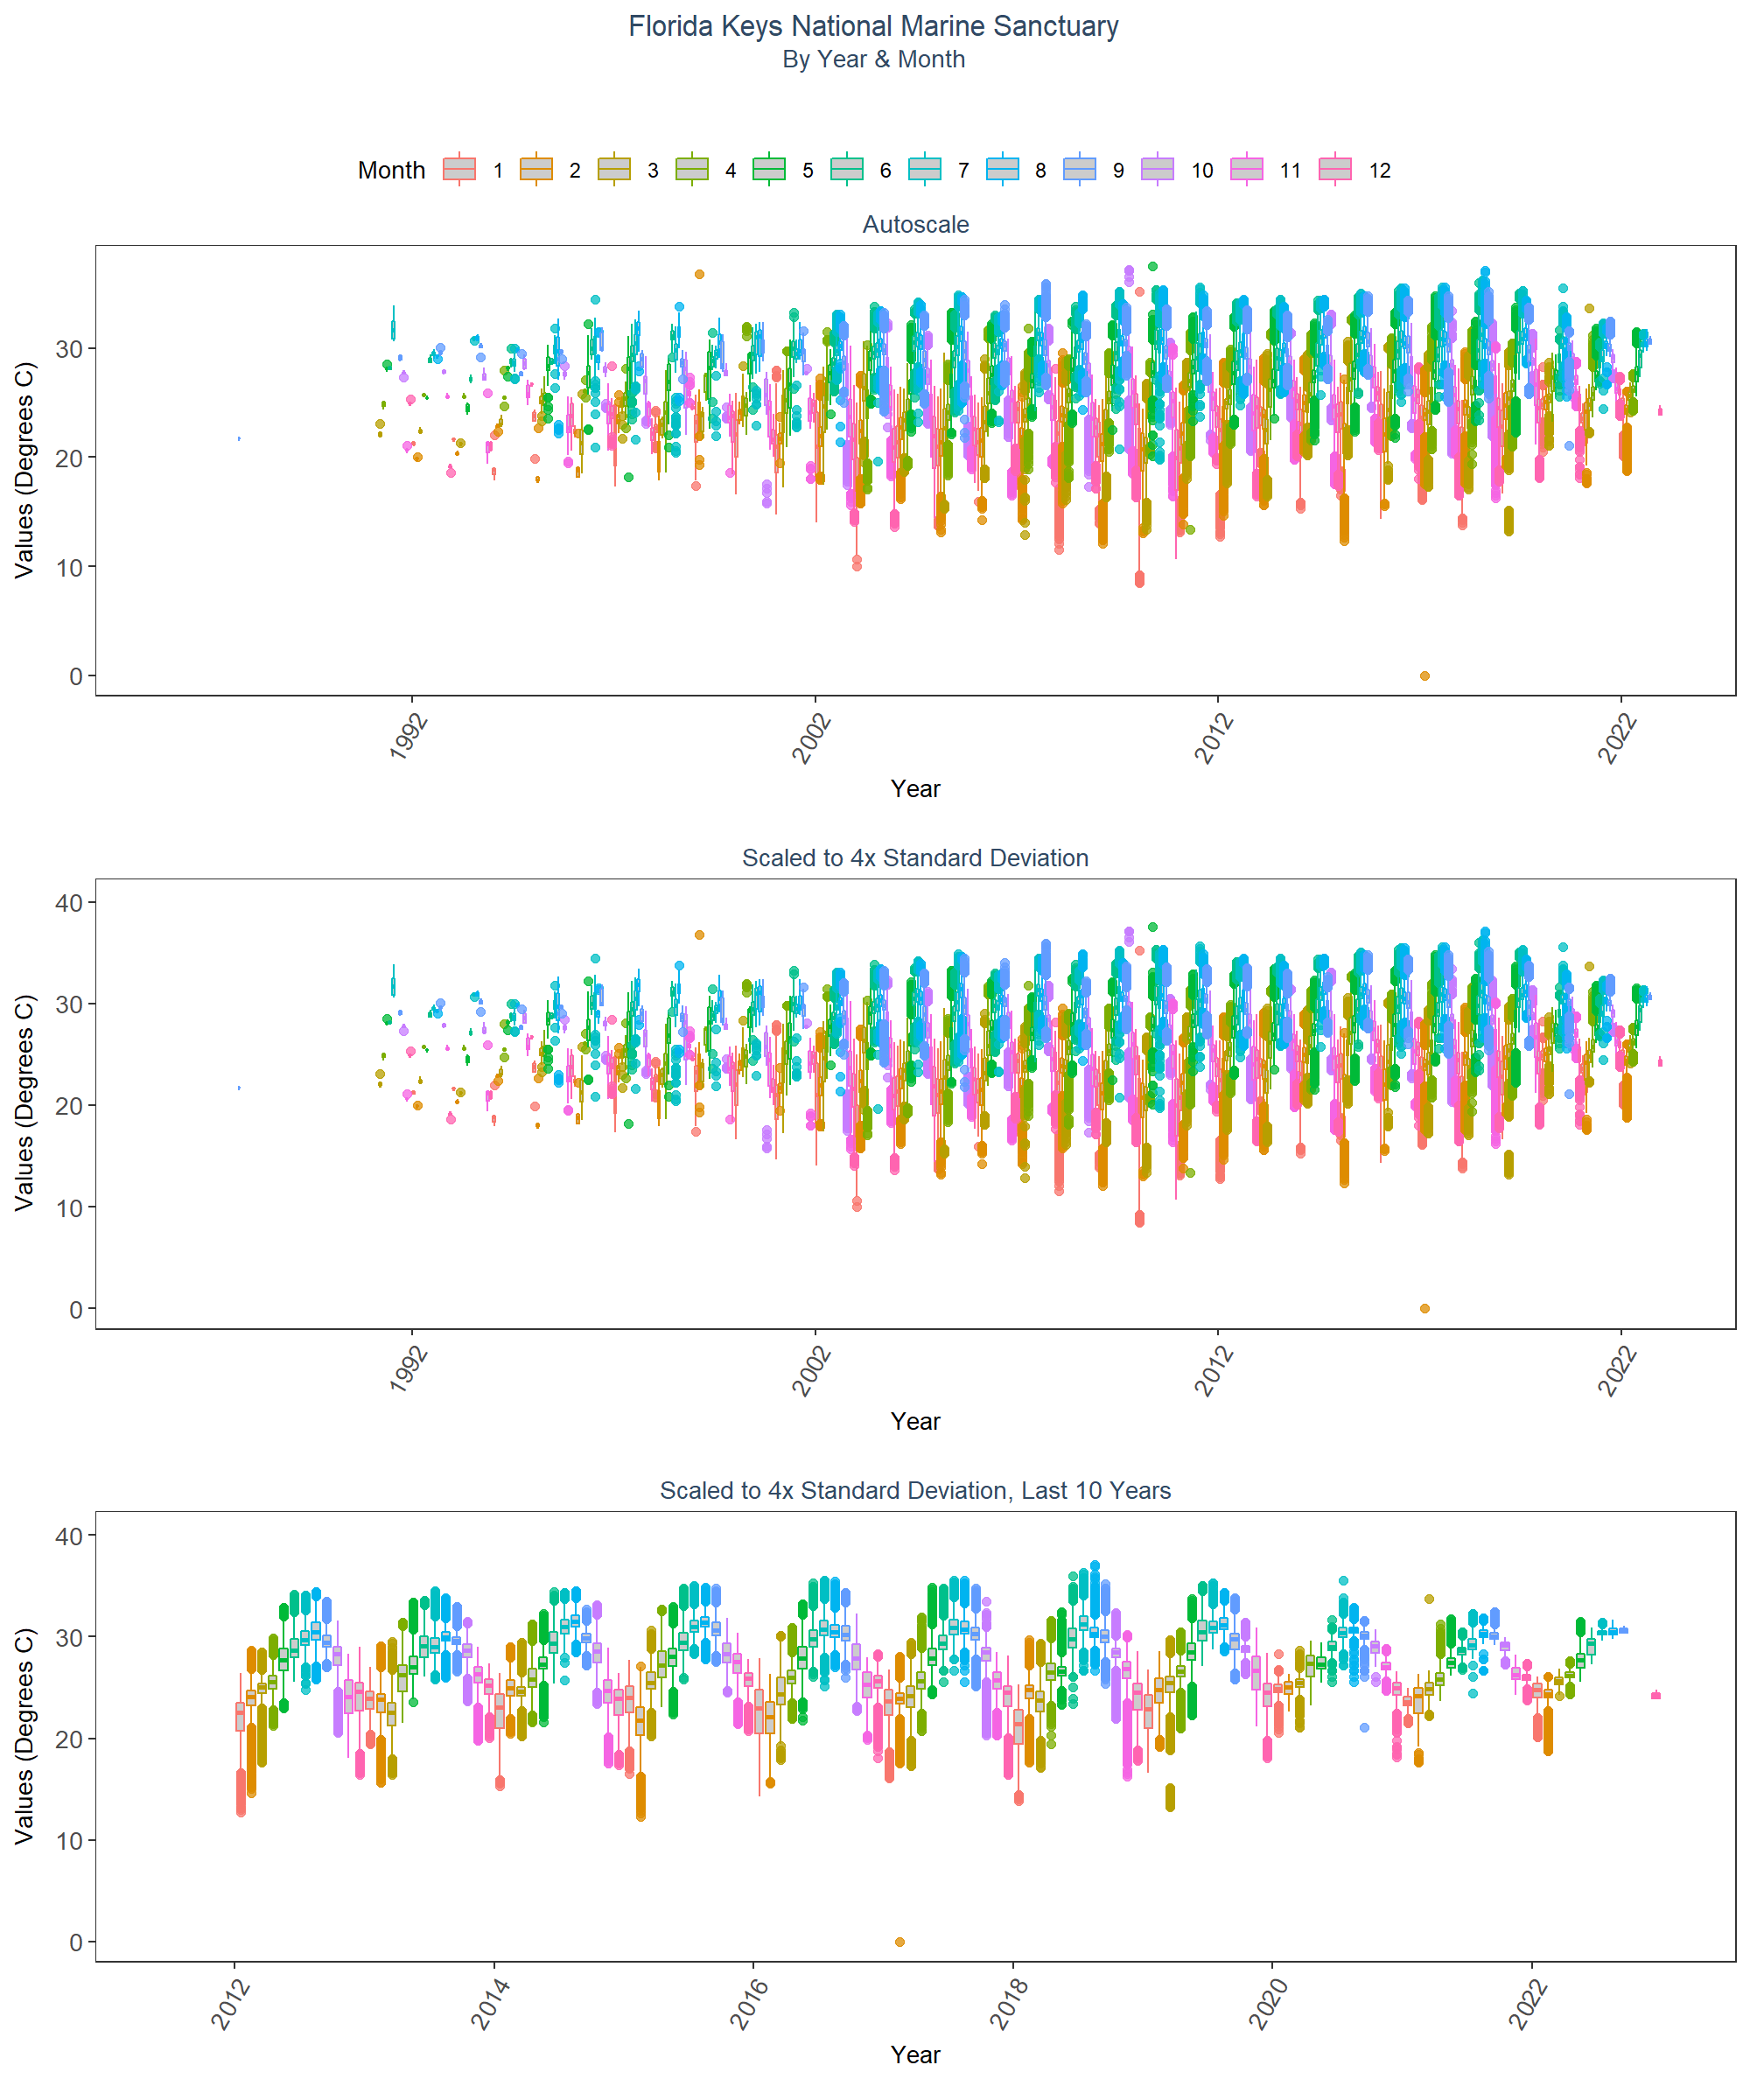 Florida Keys National Marine Sanctuary
By Year & Month
Month 1 2 3 4 5 6 7 8 9 10 11 12
Autoscale
Values (Degrees C)
30
20
10
0
1992 2002 2012 2022
Year
Scaled to 4x Standard Deviation
Values (Degrees C)
40
30
20
10
0
1992 2002 2012 2022
Year
Scaled to 4x Standard Deviation, Last 10 Years
Values (Degrees C)
40
30
20
10
0
2012 2014 2016 2018 2020 2022
Year